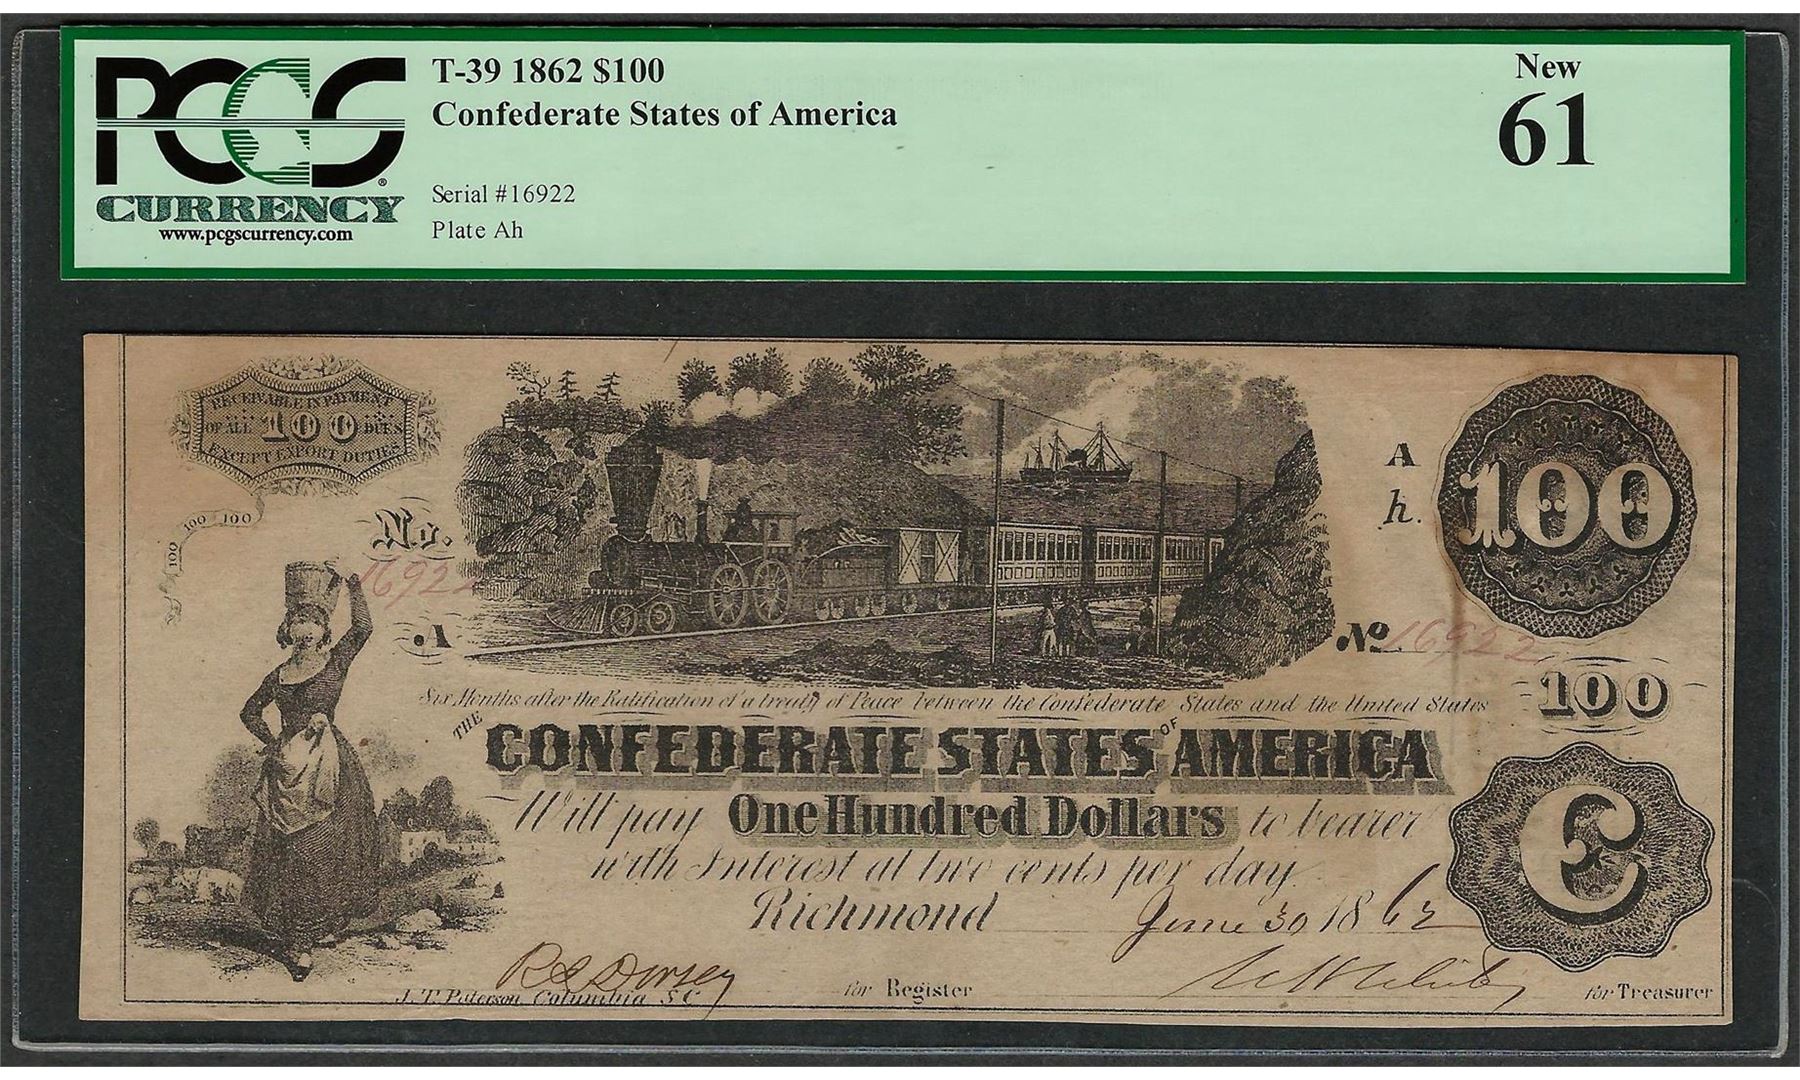 PCGS
CURRENCY
www.pcgscurrency.com
T-39 1862 $100
Confederate States of America
Serial #16922
Plate Ah
New
61
RECEIVABLE IN PAYMENT
OF ALL 100 DUES
EXCEPT EXPORT DUTIES
100 100 100
No.
16922
A
A
h.
100
No 16922
100
Six Months after the Ratification of a treaty of Peace between the Confederate States and the United States
THE CONFEDERATE STATES OF AMERICA
Will pay One Hundred Dollars to bearer
with Interest at two cents per day.
Richmond June 30 1862
C
J.T. Paterson, Columbia S.C.
for Register
for Treasurer